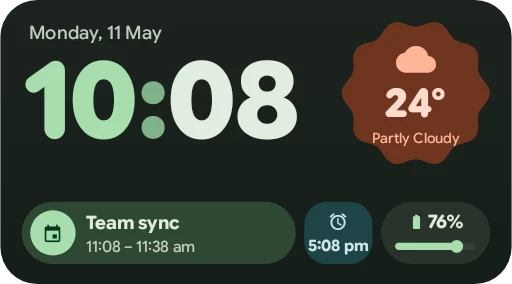 Monday, 11 May
10:08
24°
Partly Cloudy
Team sync
11:08 – 11:38 am
5:08 pm
76%